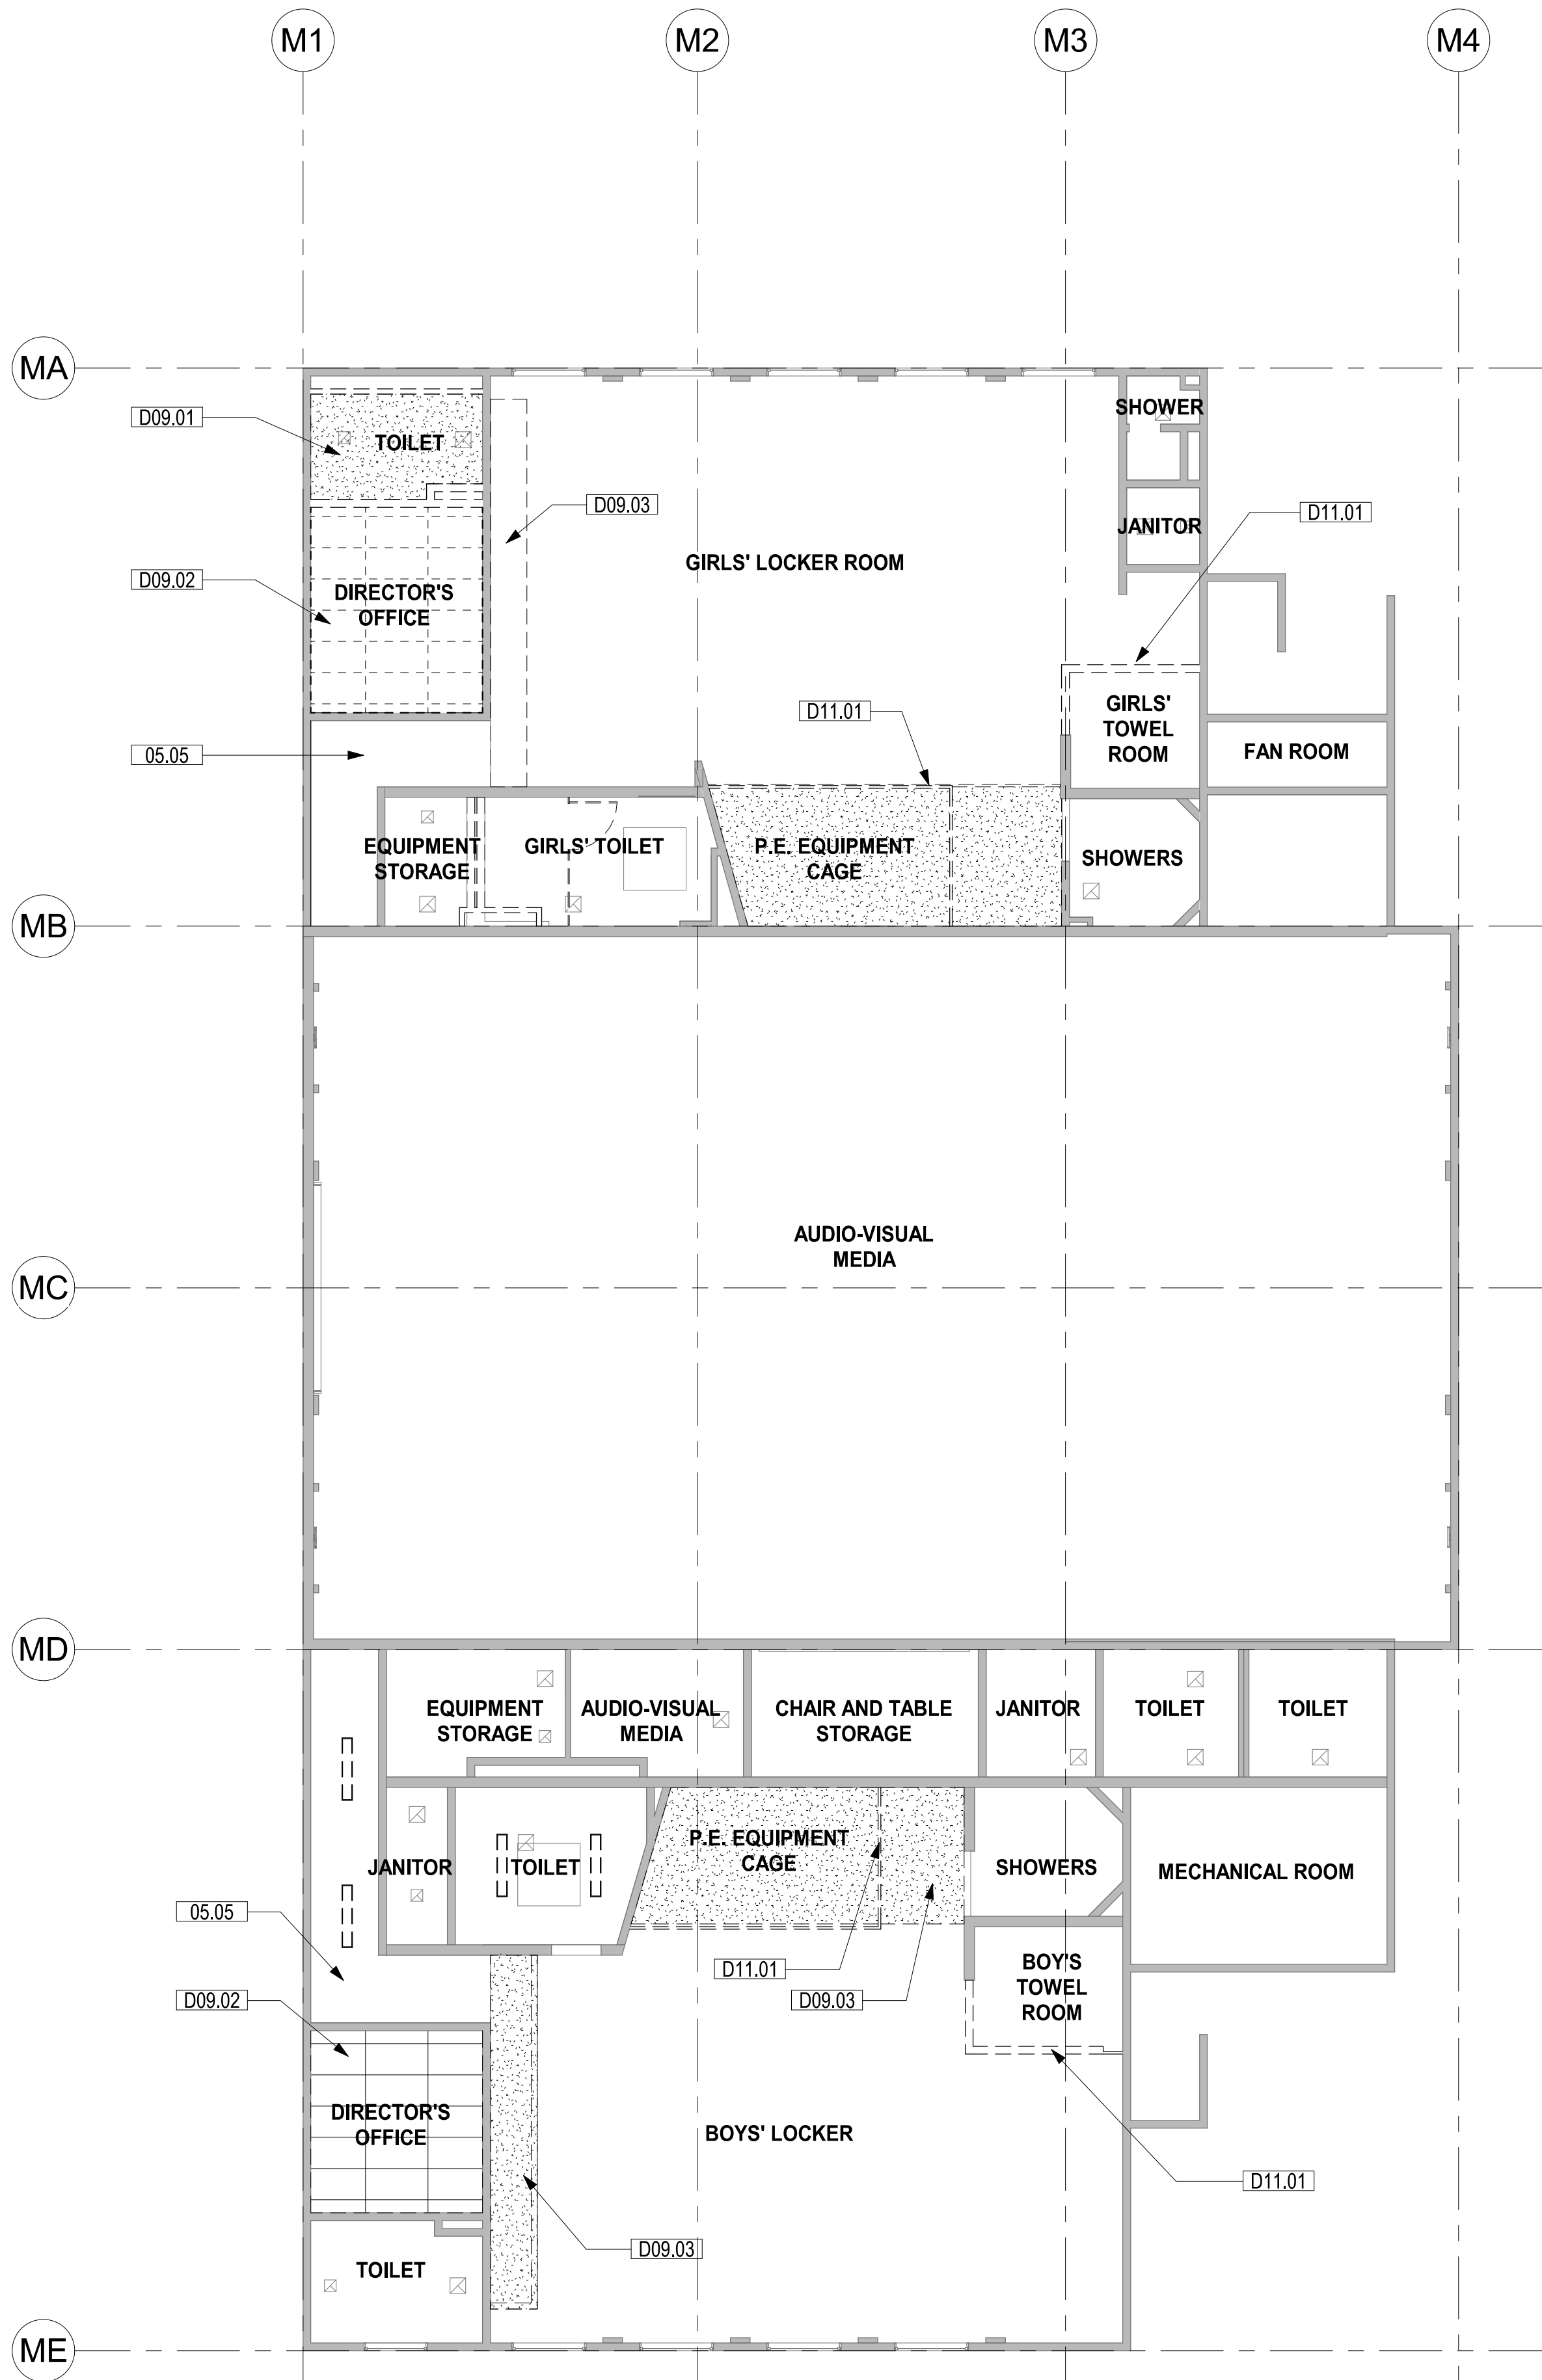 M1
M2
M3
M4
MA
D09.01
TOILET
SHOWER
D09.03
D11.01
JANITOR
GIRLS' LOCKER ROOM
D09.02
DIRECTOR'S
OFFICE
D11.01
GIRLS'
TOWEL
ROOM
05.05
FAN ROOM
EQUIPMENT
STORAGE
GIRLS' TOILET
P.E. EQUIPMENT
CAGE
SHOWERS
MB
AUDIO-VISUAL
MEDIA
MC
MD
EQUIPMENT
STORAGE
AUDIO-VISUAL
MEDIA
CHAIR AND TABLE
STORAGE
JANITOR
TOILET
TOILET
P.E. EQUIPMENT
CAGE
JANITOR
TOILET
SHOWERS
MECHANICAL ROOM
05.05
D11.01
BOY'S
TOWEL
ROOM
D09.02
D09.03
DIRECTOR'S
OFFICE
BOYS' LOCKER
D11.01
D09.03
TOILET
ME